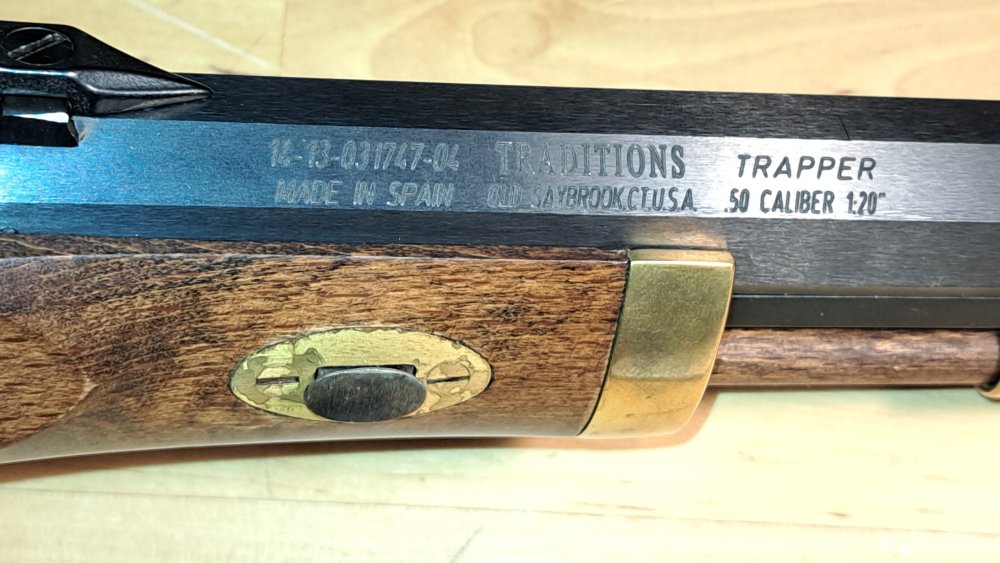 14-13-031747-04 TRADITIONS TRAPPER
MADE IN SPAIN OLD SAYBROOK,CT.U.S.A. .50 CALIBER 1:20"